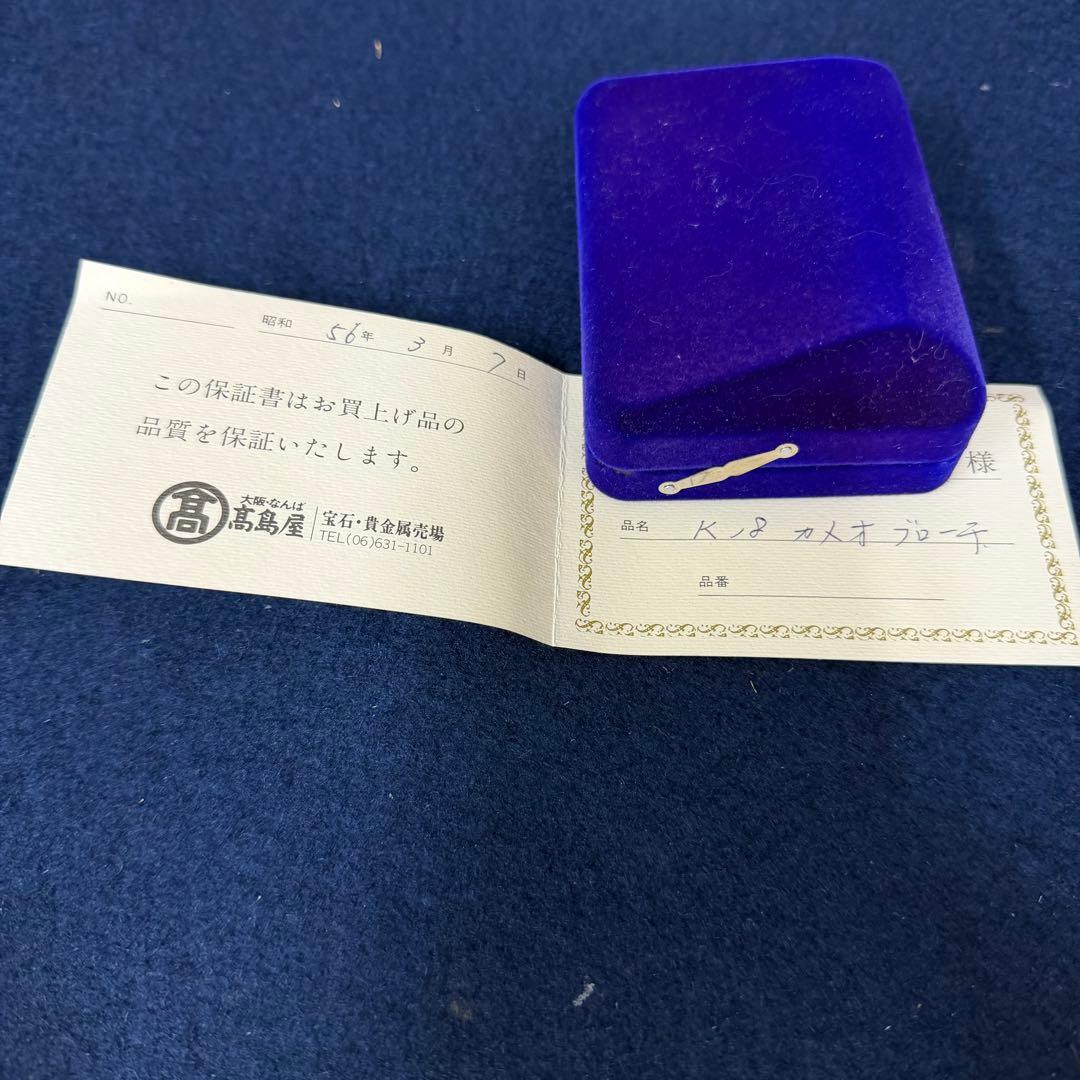 NO.
昭和 56年 3月 7日
この保証書はお買上げ品の
品質を保証いたします。
髙 大阪・なんば
髙島屋 宝石・貴金属売場
TEL(06)631-1101
様
品名 K18 カメオ ブローチ
品番